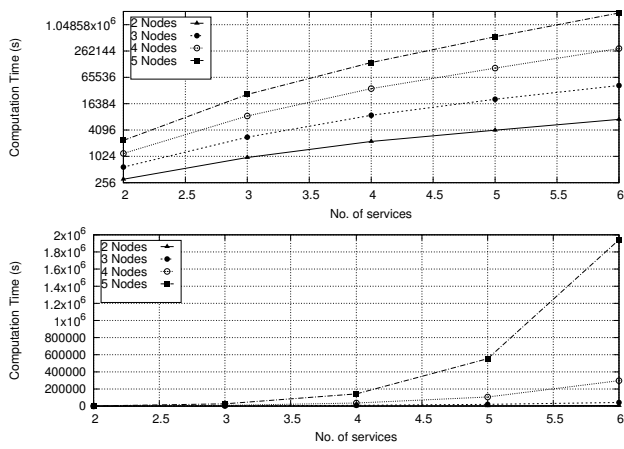 Computation Time (s)
1.04858x10^6
262144
65536
16384
4096
1024
256
2 Nodes
3 Nodes
4 Nodes
5 Nodes
2 2.5 3 3.5 4 4.5 5 5.5 6
No. of services
Computation Time (s)
2x10^6
1.8x10^6
1.6x10^6
1.4x10^6
1.2x10^6
1x10^6
800000
600000
400000
200000
0
2 Nodes
3 Nodes
4 Nodes
5 Nodes
2 2.5 3 3.5 4 4.5 5 5.5 6
No. of services